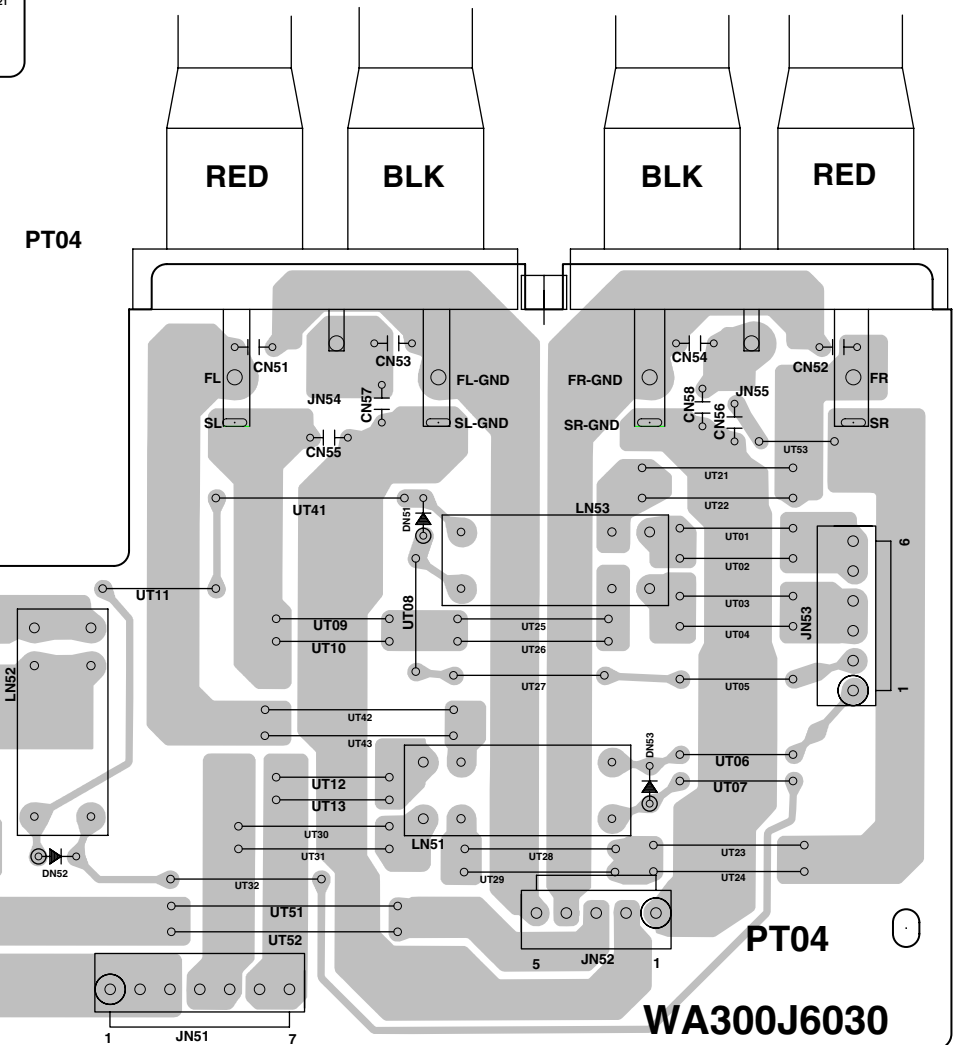 RED
BLK
BLK
RED
PT04
CN51
CN53
CN54
CN52
FL
FL-GND
FR-GND
FR
JN54
CN57
CN58
JN55
CN56
SL
SL-GND
SR-GND
SR
CN55
UT53
UT21
UT41
DN51
LN53
UT22
UT01
6
UT02
UT11
UT08
UT03
JN53
UT09
UT25
UT04
UT10
UT26
LN52
UT27
UT05
1
UT42
UT43
DN53
UT06
UT12
UT07
UT13
UT30
LN51
UT31
UT28
UT23
DN52
UT32
UT29
UT24
UT51
UT52
PT04
5
JN52
1
WA300J6030
1
JN51
7